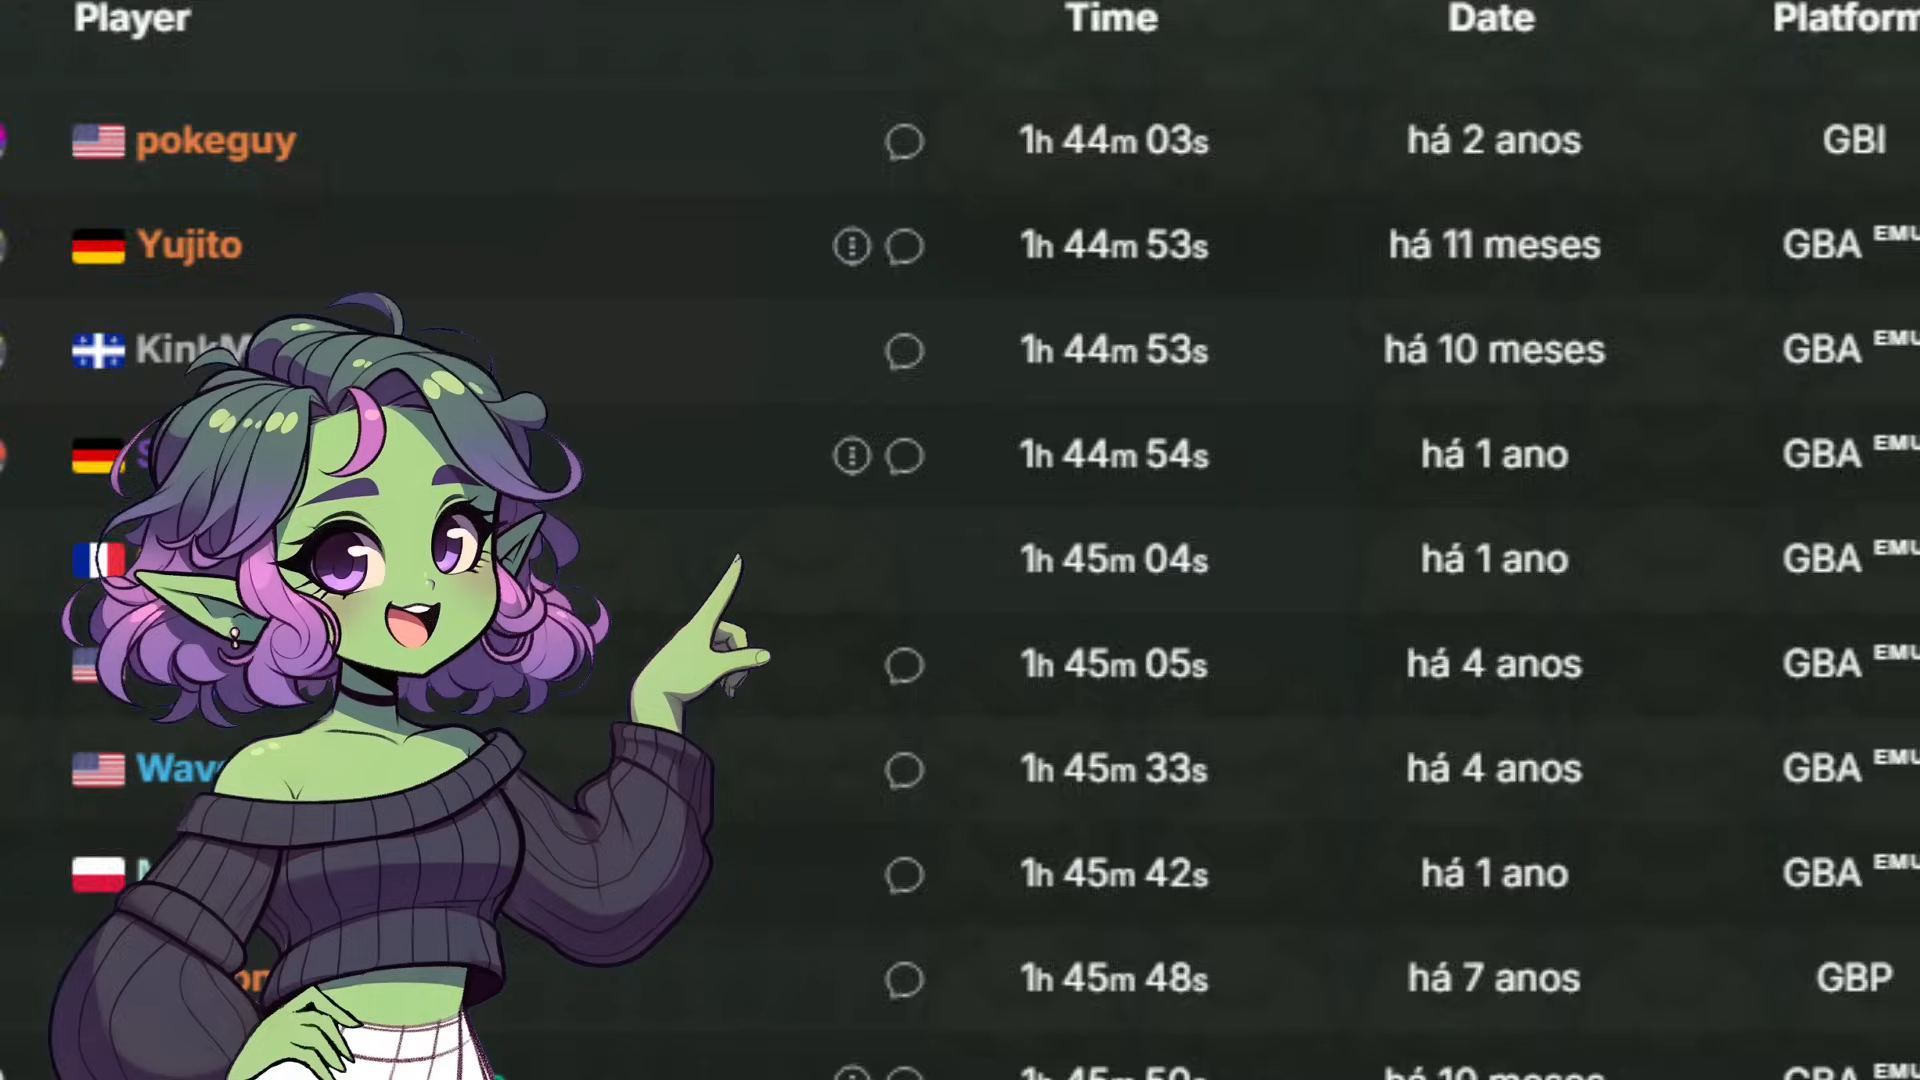 Player Time Date Platform
pokeguy 1h 44m 03s há 2 anos GBI
Yujito 1h 44m 53s há 11 meses GBA EMU
1h 44m 53s há 10 meses GBA EMU
1h 44m 54s há 1 ano GBA EMU
1h 45m 04s há 1 ano GBA EMU
1h 45m 05s há 4 anos GBA EMU
1h 45m 33s há 4 anos GBA EMU
1h 45m 42s há 1 ano GBA EMU
1h 45m 48s há 7 anos GBP